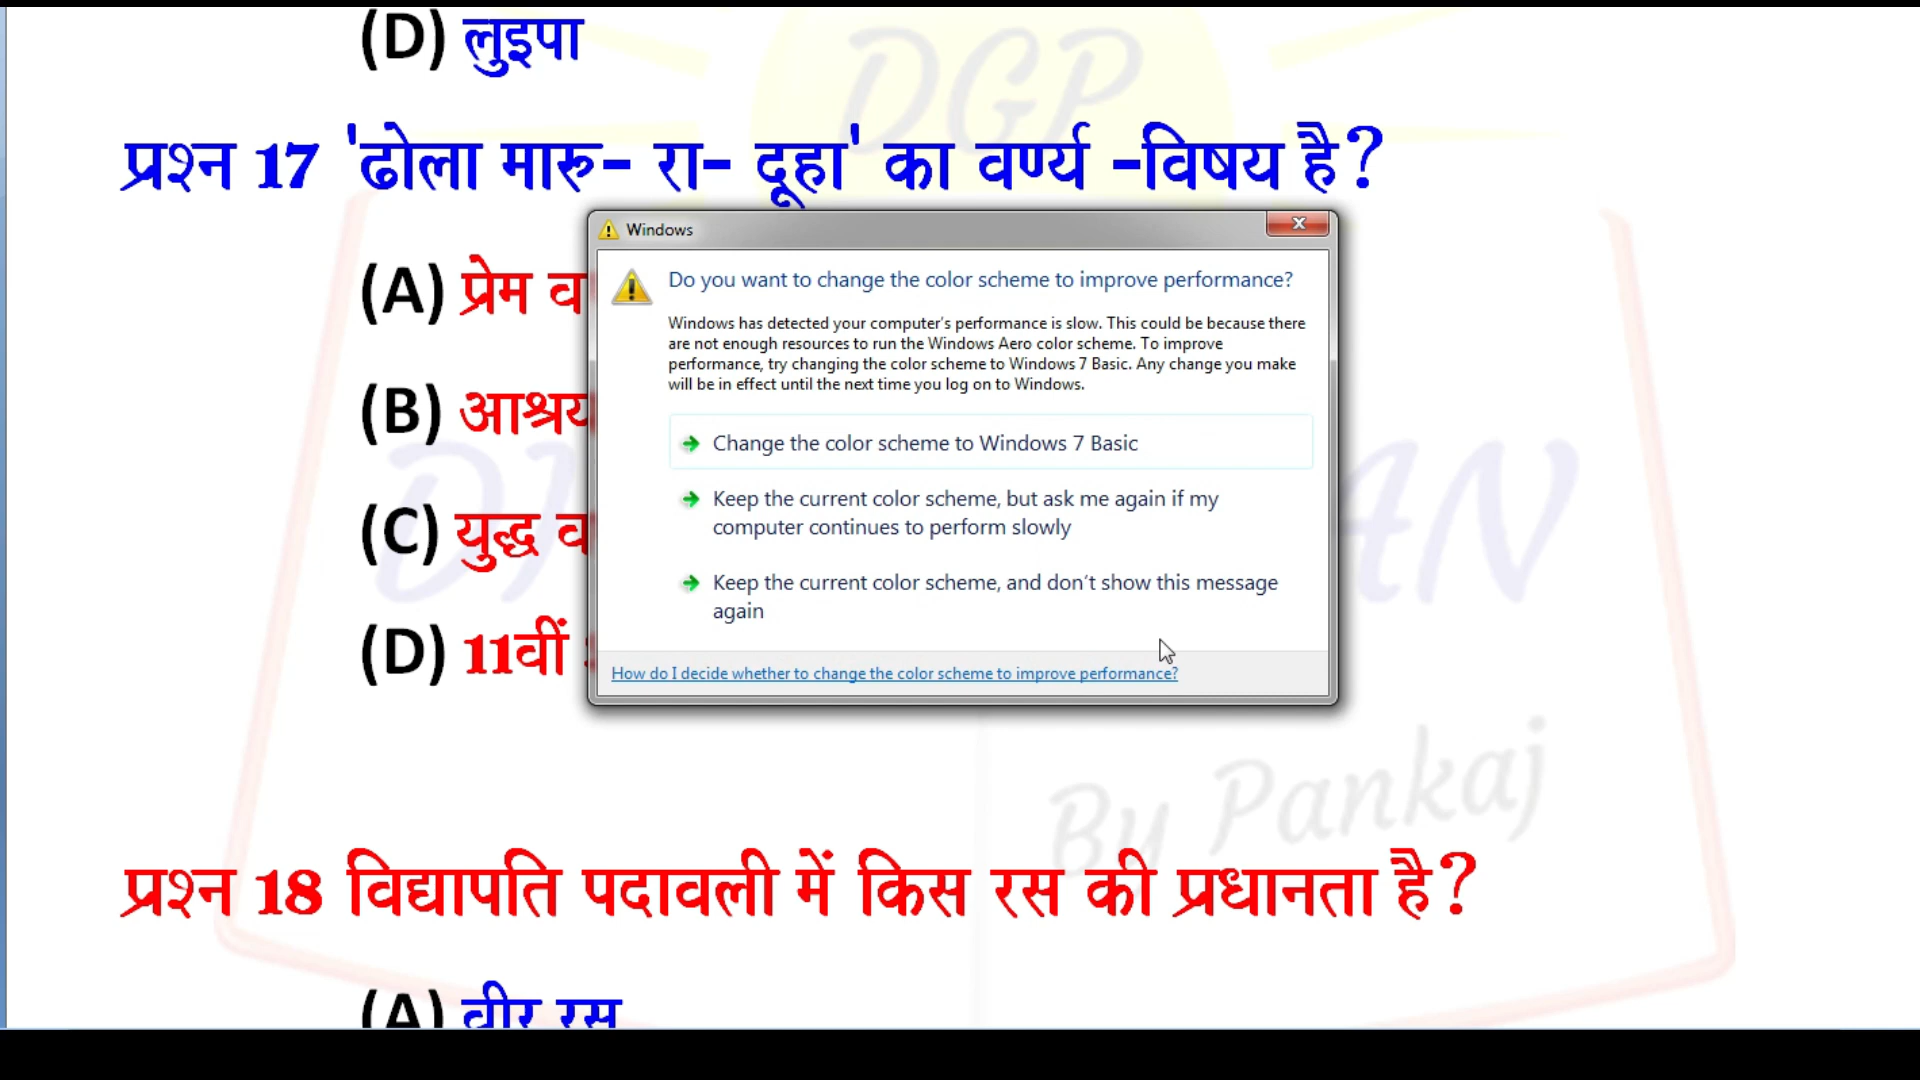 (D) लुइपा
DGP
प्रश्न 17 'ढोला मारु- रा- दूहा' का वर्ण्य -विषय है?
Windows
(A) प्रेम
Do you want to change the color scheme to improve performance?
Windows has detected your computer's performance is slow. This could be because there
are not enough resources to run the Windows Aero color scheme. To improve
performance, try changing the color scheme to Windows 7 Basic. Any change you make
will be in effect until the next time you log on to Windows.
(B)
Change the color scheme to Windows 7 Basic
Keep the current color scheme, but ask me again if my
computer continues to perform slowly
(C) युद्ध
Keep the current color scheme, and don't show this message
again
(D) 11वीं
How do I decide whether to change the color scheme to improve performance?
By Pankaj
प्रश्न 18 विद्यापति पदावली में किस रस की प्रधानता है?
(A) वीर रस